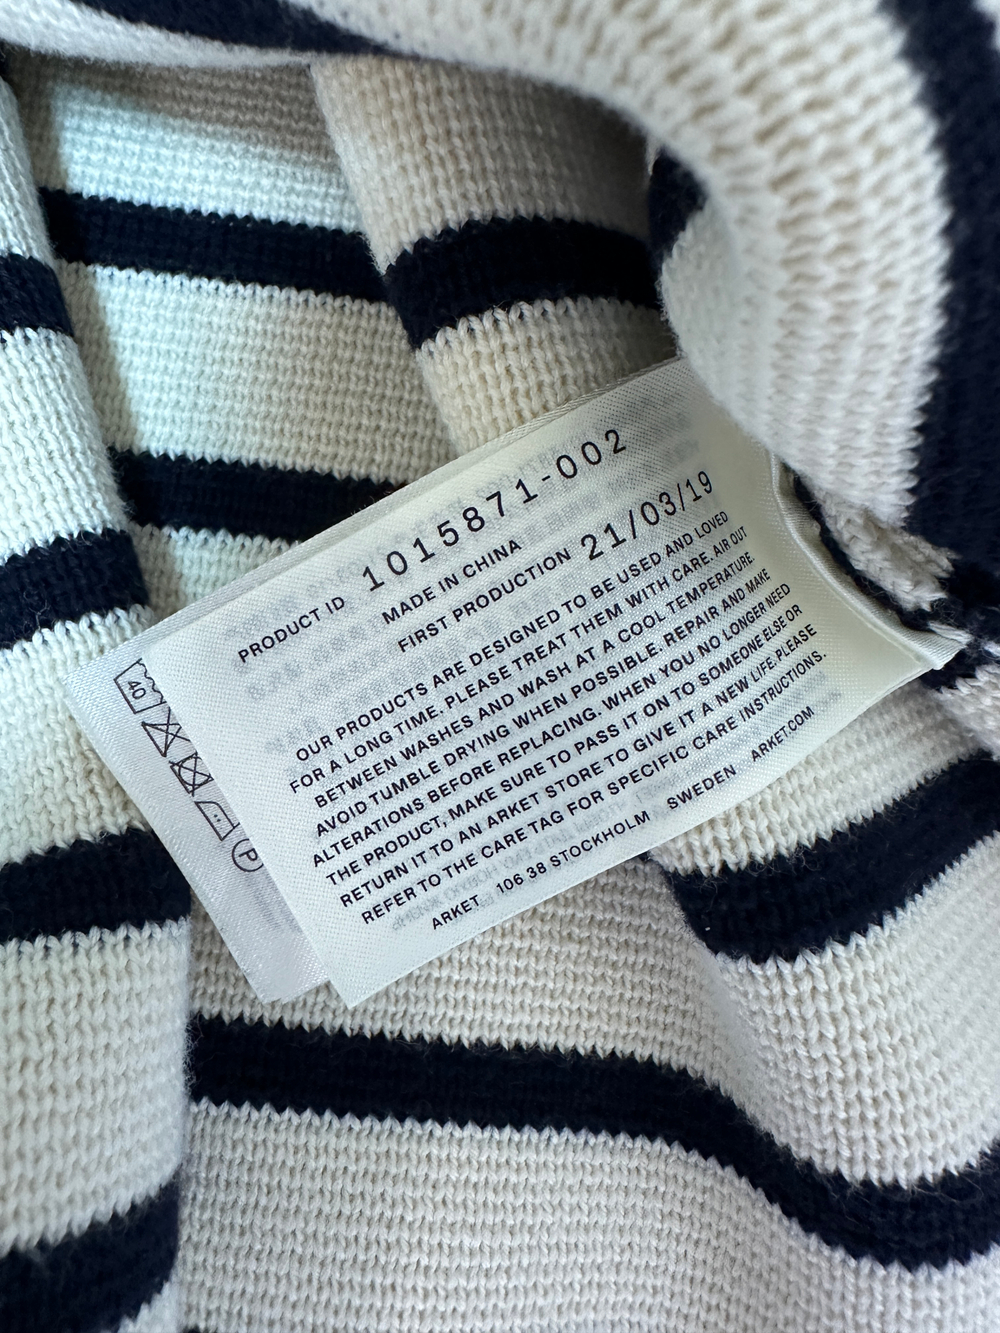 PRODUCT ID 1015871-002
MADE IN CHINA
FIRST PRODUCTION 21/03/19
OUR PRODUCTS ARE DESIGNED TO BE USED AND LOVED
FOR A LONG TIME. PLEASE TREAT THEM WITH CARE. AIR OUT
BETWEEN WASHES AND WASH AT A COOL TEMPERATURE.
AVOID TUMBLE DRYING WHEN POSSIBLE. REPAIR AND MAKE
ALTERATIONS BEFORE REPLACING. WHEN YOU NO LONGER NEED
THE PRODUCT, MAKE SURE TO PASS IT ON TO SOMEONE ELSE OR
RETURN IT TO AN ARKET STORE TO GIVE IT A NEW LIFE. PLEASE
REFER TO THE CARE TAG FOR SPECIFIC CARE INSTRUCTIONS.
ARKET 106 38 STOCKHOLM SWEDEN ARKET.COM
40
P